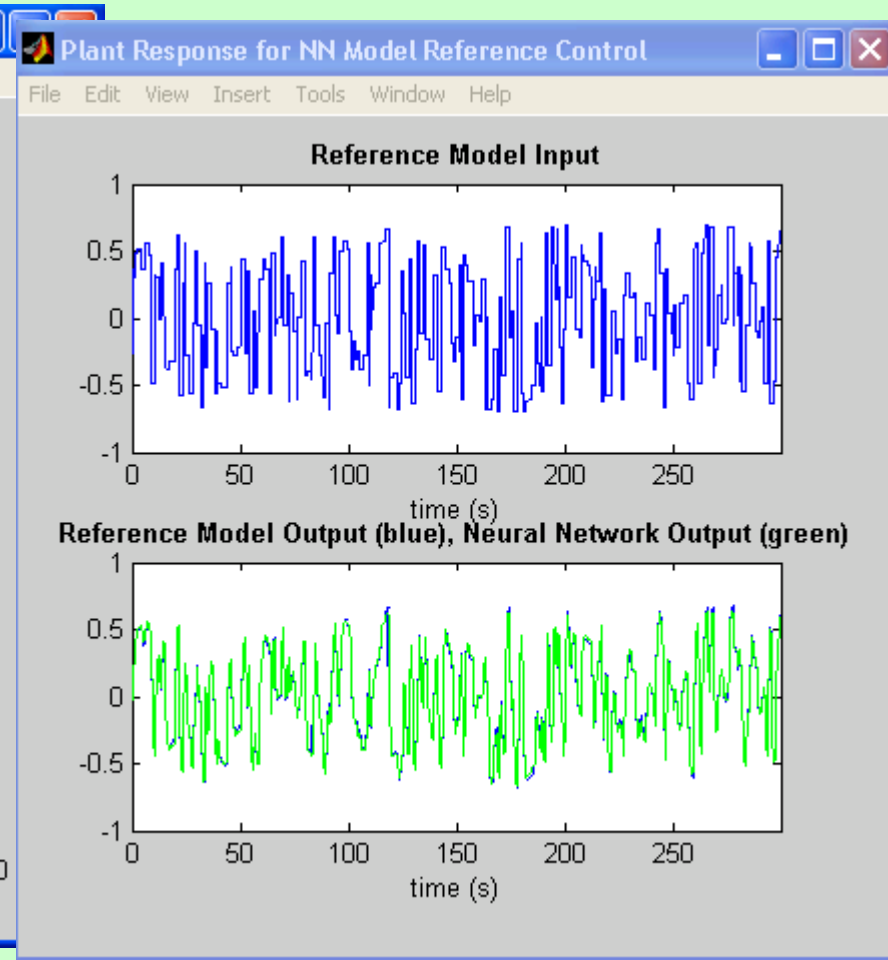 Plant Response for NN Model Reference Control
File Edit View Insert Tools Window Help
Reference Model Input
1
0.5
0
-0.5
-1
0 50 100 150 200 250
time (s)
Reference Model Output (blue), Neural Network Output (green)
1
0.5
0
-0.5
-1
0 50 100 150 200 250
time (s)
0